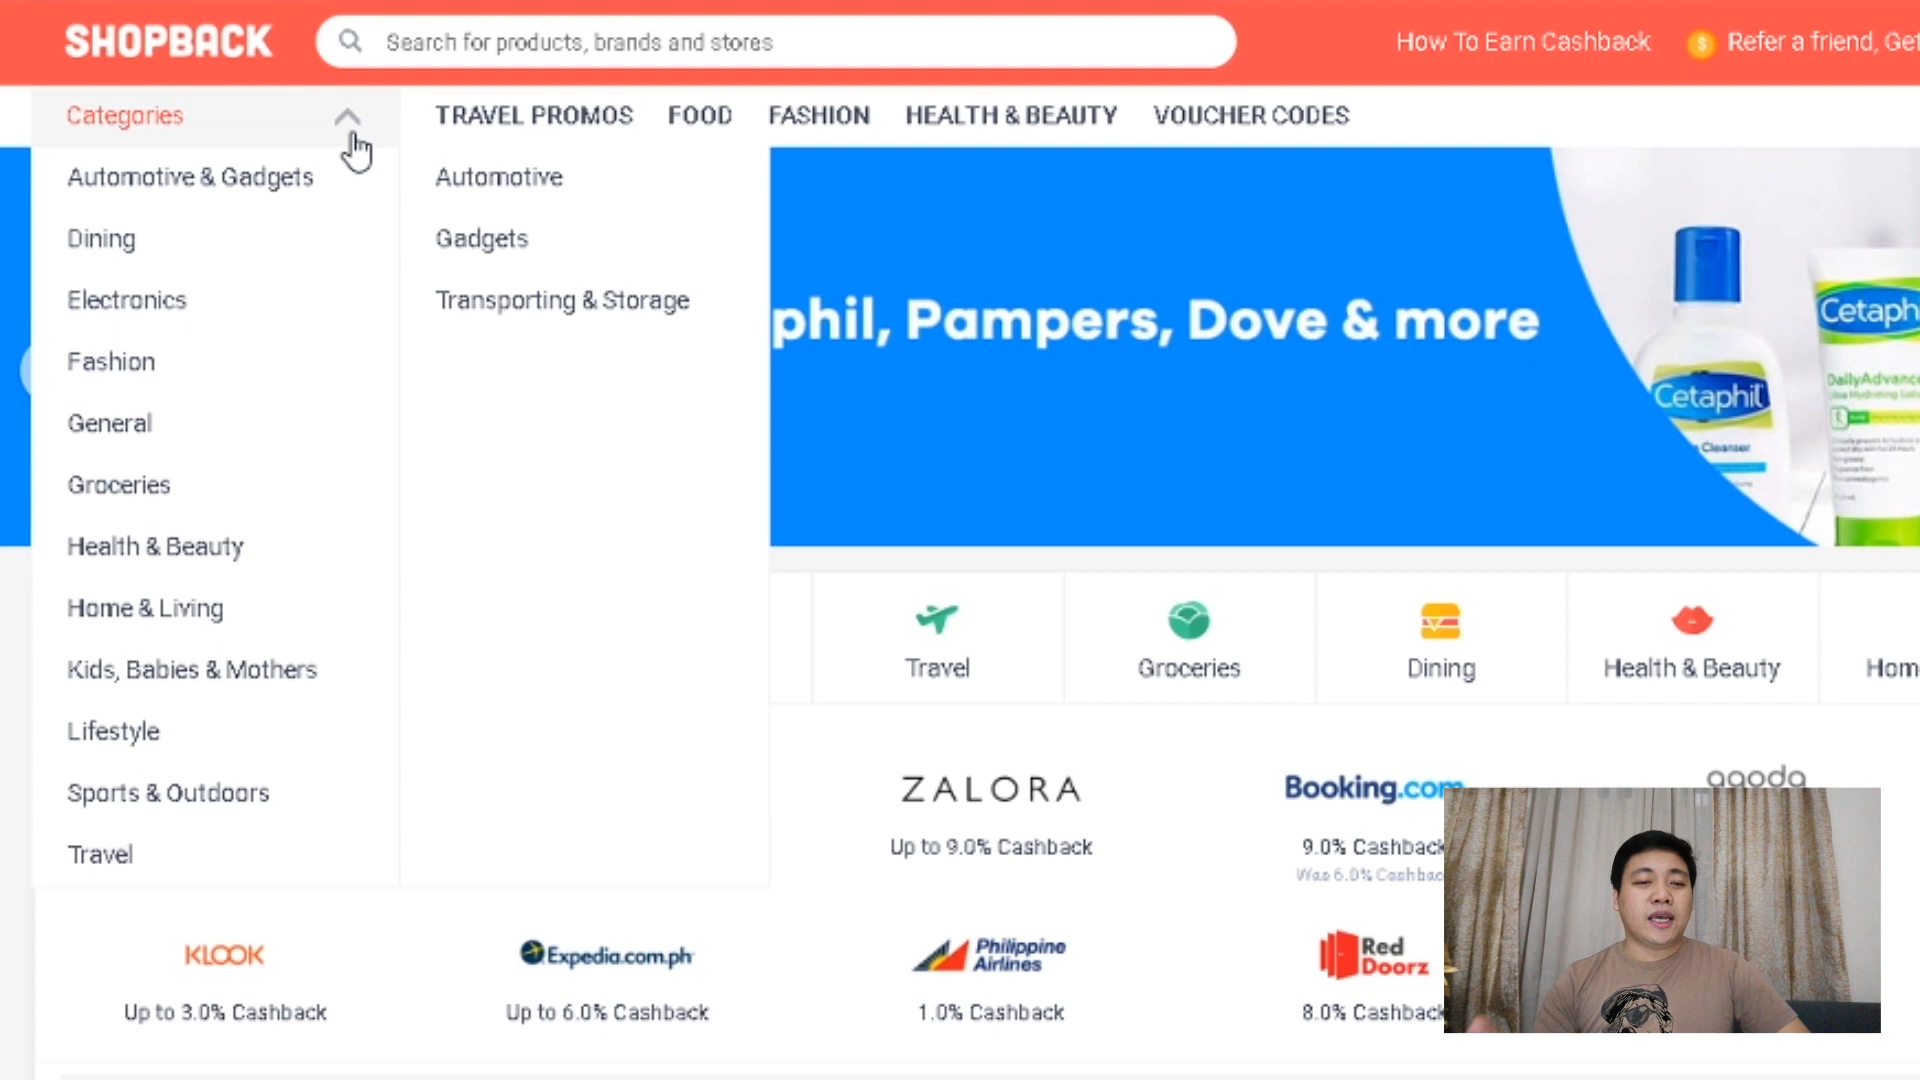 SHOPBACK
Search for products, brands and stores
How To Earn Cashback
Refer a friend, Get
Categories
TRAVEL PROMOS
FOOD
FASHION
HEALTH & BEAUTY
VOUCHER CODES
Automotive & Gadgets
Dining
Electronics
Fashion
General
Groceries
Health & Beauty
Home & Living
Kids, Babies & Mothers
Lifestyle
Sports & Outdoors
Travel
Automotive
Gadgets
Transporting & Storage
phil, Pampers, Dove & more
Cetaphil
Cleanser
Cetaph
DailyAdvance
Travel
Groceries
Dining
Health & Beauty
Hom
ZALORA
Up to 9.0% Cashback
Booking.com
9.0% Cashback
Was 6.0% Cashbac
agoda
KLOOK
Up to 3.0% Cashback
Expedia.com.ph
Up to 6.0% Cashback
Philippine
Airlines
1.0% Cashback
Red
Doorz
8.0% Cashback